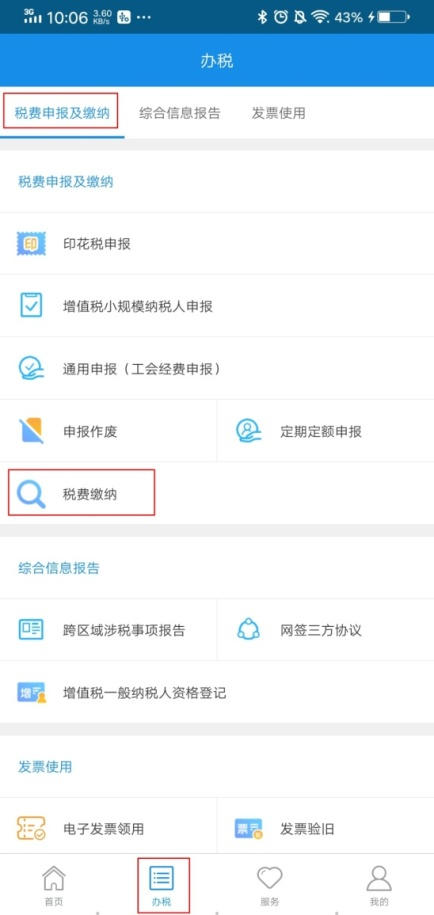 3G 10:06 3.60 KB/s 43%
办税
税费申报及缴纳 综合信息报告 发票使用
税费申报及缴纳
印 印花税申报
增值税小规模纳税人申报
通用申报（工会经费申报）
申报作废 定期定额申报
税费缴纳
综合信息报告
跨区域涉税事项报告 网签三方协议
增 增值税一般纳税人资格登记
发票使用
电子发票领用 票 发票验旧
首页 办税 服务 我的